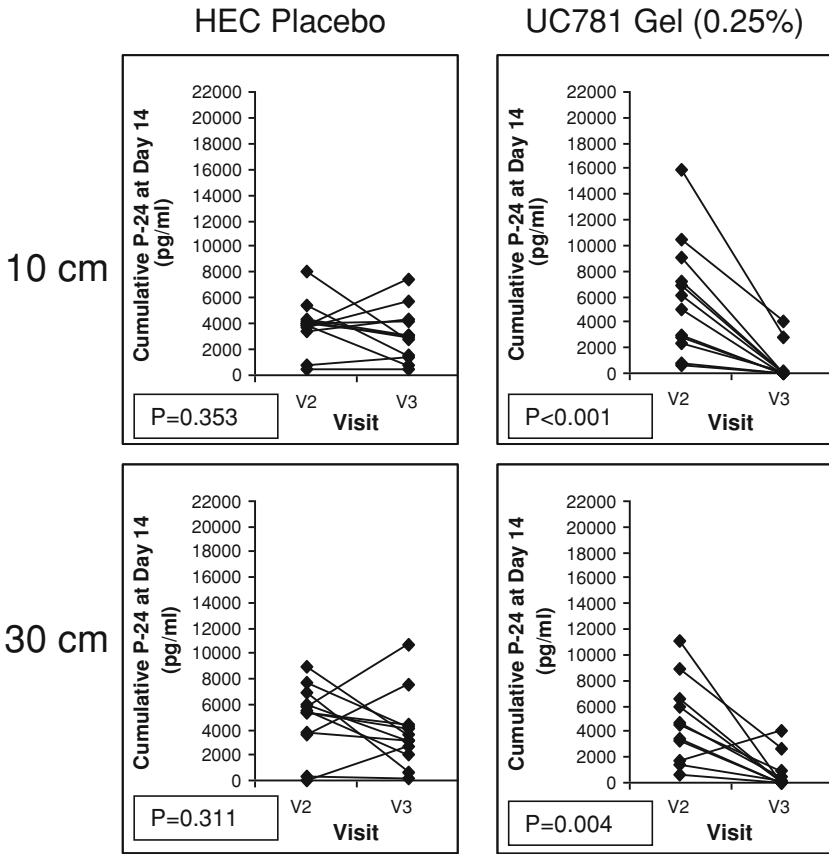 HEC Placebo
UC781 Gel (0.25%)
10 cm
Cumulative P-24 at Day 14
(pg/ml)
22000
20000
18000
16000
14000
12000
10000
8000
6000
4000
2000
0
V2
V3
Visit
P=0.353
Cumulative P-24 at Day 14
(pg/ml)
22000
20000
18000
16000
14000
12000
10000
8000
6000
4000
2000
0
V2
V3
Visit
P<0.001
30 cm
Cumulative P-24 at Day 14
(pg/ml)
22000
20000
18000
16000
14000
12000
10000
8000
6000
4000
2000
0
V2
V3
Visit
P=0.311
Cumulative P-24 at Day 14
(pg/ml)
22000
20000
18000
16000
14000
12000
10000
8000
6000
4000
2000
0
V2
V3
Visit
P=0.004